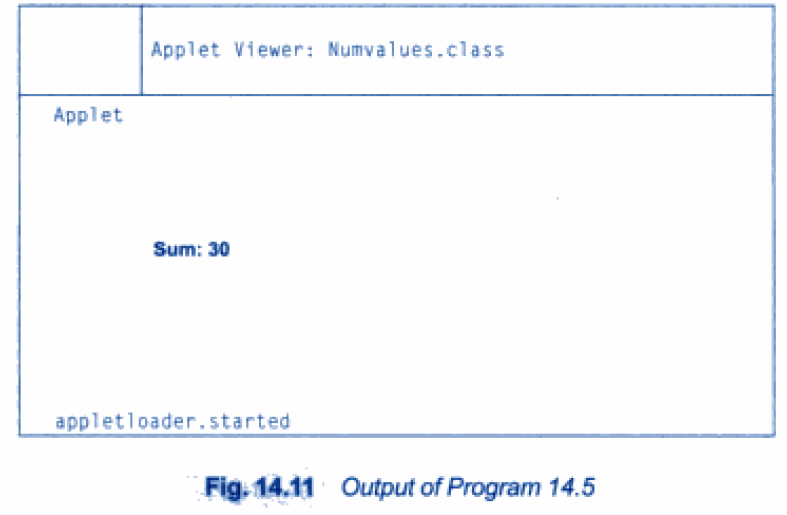 Applet Viewer: Numvalues.class
Applet
Sum: 30
appletloader.started
Fig. 14.11 Output of Program 14.5